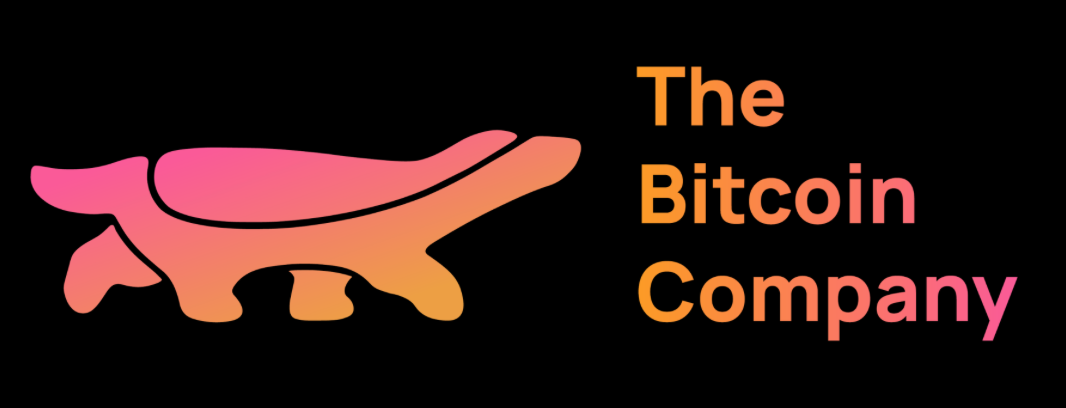 The
Bitcoin
Company